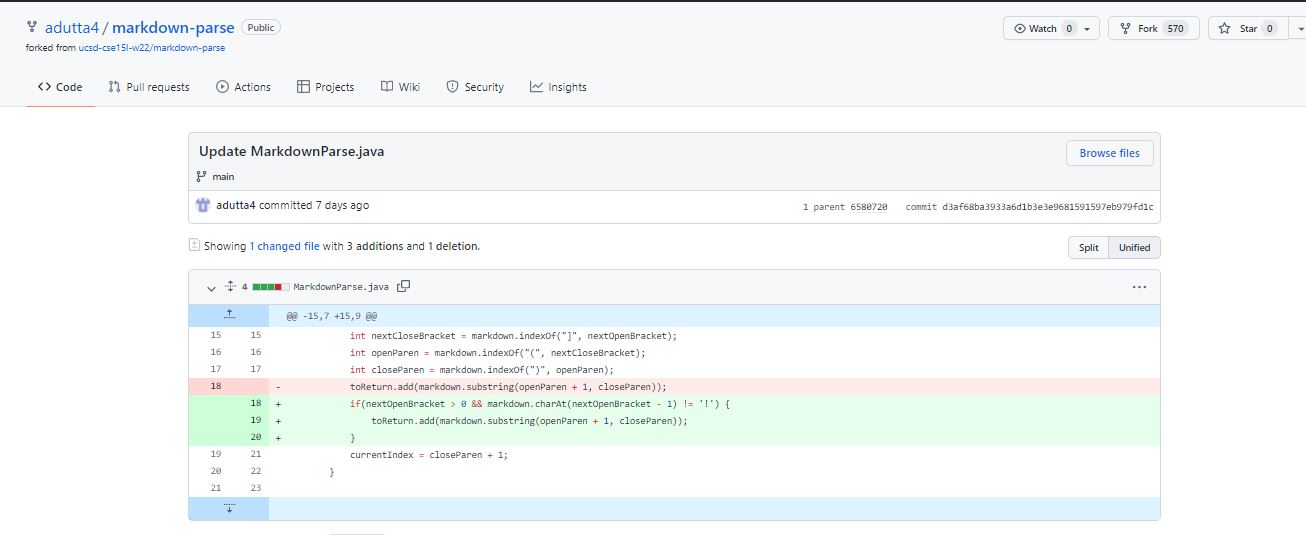 adutta4 / markdown-parse Public
Watch 0 Fork 570 Star 0
forked from ucsd-cse15l-w22/markdown-parse
Code Pull requests Actions Projects Wiki Security Insights
Update MarkdownParse.java
Browse files
main
adutta4 committed 7 days ago 1 parent 6580720 commit d3af68ba3933a6d1b3e3e9681591597eb979fd1c
Showing 1 changed file with 3 additions and 1 deletion.
Split Unified
4 MarkdownParse.java
@@ -15,7 +15,9 @@
15 15 int nextCloseBracket = markdown.indexOf("]", nextOpenBracket);
16 16 int openParen = markdown.indexOf("(", nextCloseBracket);
17 17 int closeParen = markdown.indexOf(")", openParen);
18 - toReturn.add(markdown.substring(openParen + 1, closeParen));
18 + if(nextOpenBracket > 0 && markdown.charAt(nextOpenBracket - 1) != '!') {
19 + toReturn.add(markdown.substring(openParen + 1, closeParen));
20 + }
19 21 currentIndex = closeParen + 1;
20 22 }
21 23